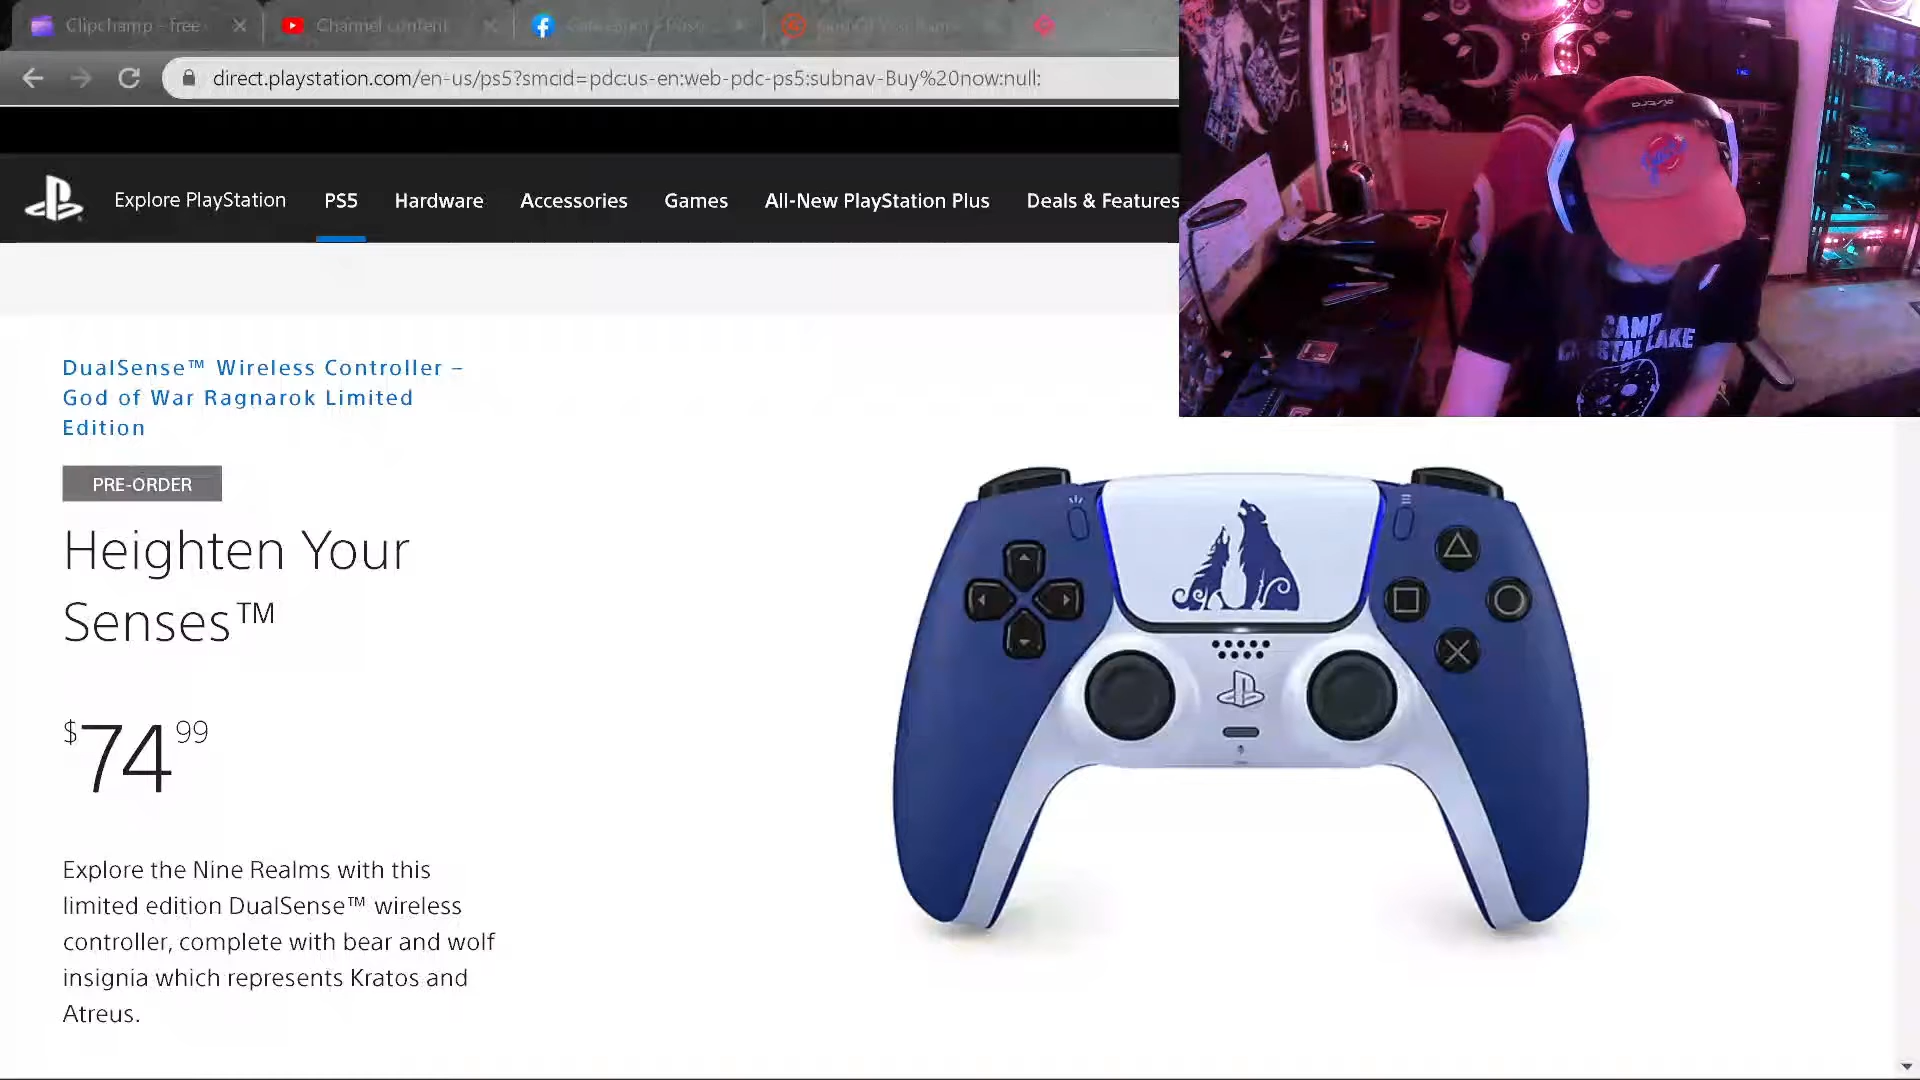 Clipchamp - free
Channel content
direct.playstation.com/en-us/ps5?smcid=pdc:us-en:web-pdc-ps5:subnav-Buy%20now:null:
Explore PlayStation PS5 Hardware Accessories Games All-New PlayStation Plus Deals & Features
DualSense™ Wireless Controller –
God of War Ragnarok Limited
Edition
PRE-ORDER
Heighten Your
Senses™
$74 99
Explore the Nine Realms with this
limited edition DualSense™ wireless
controller, complete with bear and wolf
insignia which represents Kratos and
Atreus.
CAMP
CRYSTAL LAKE